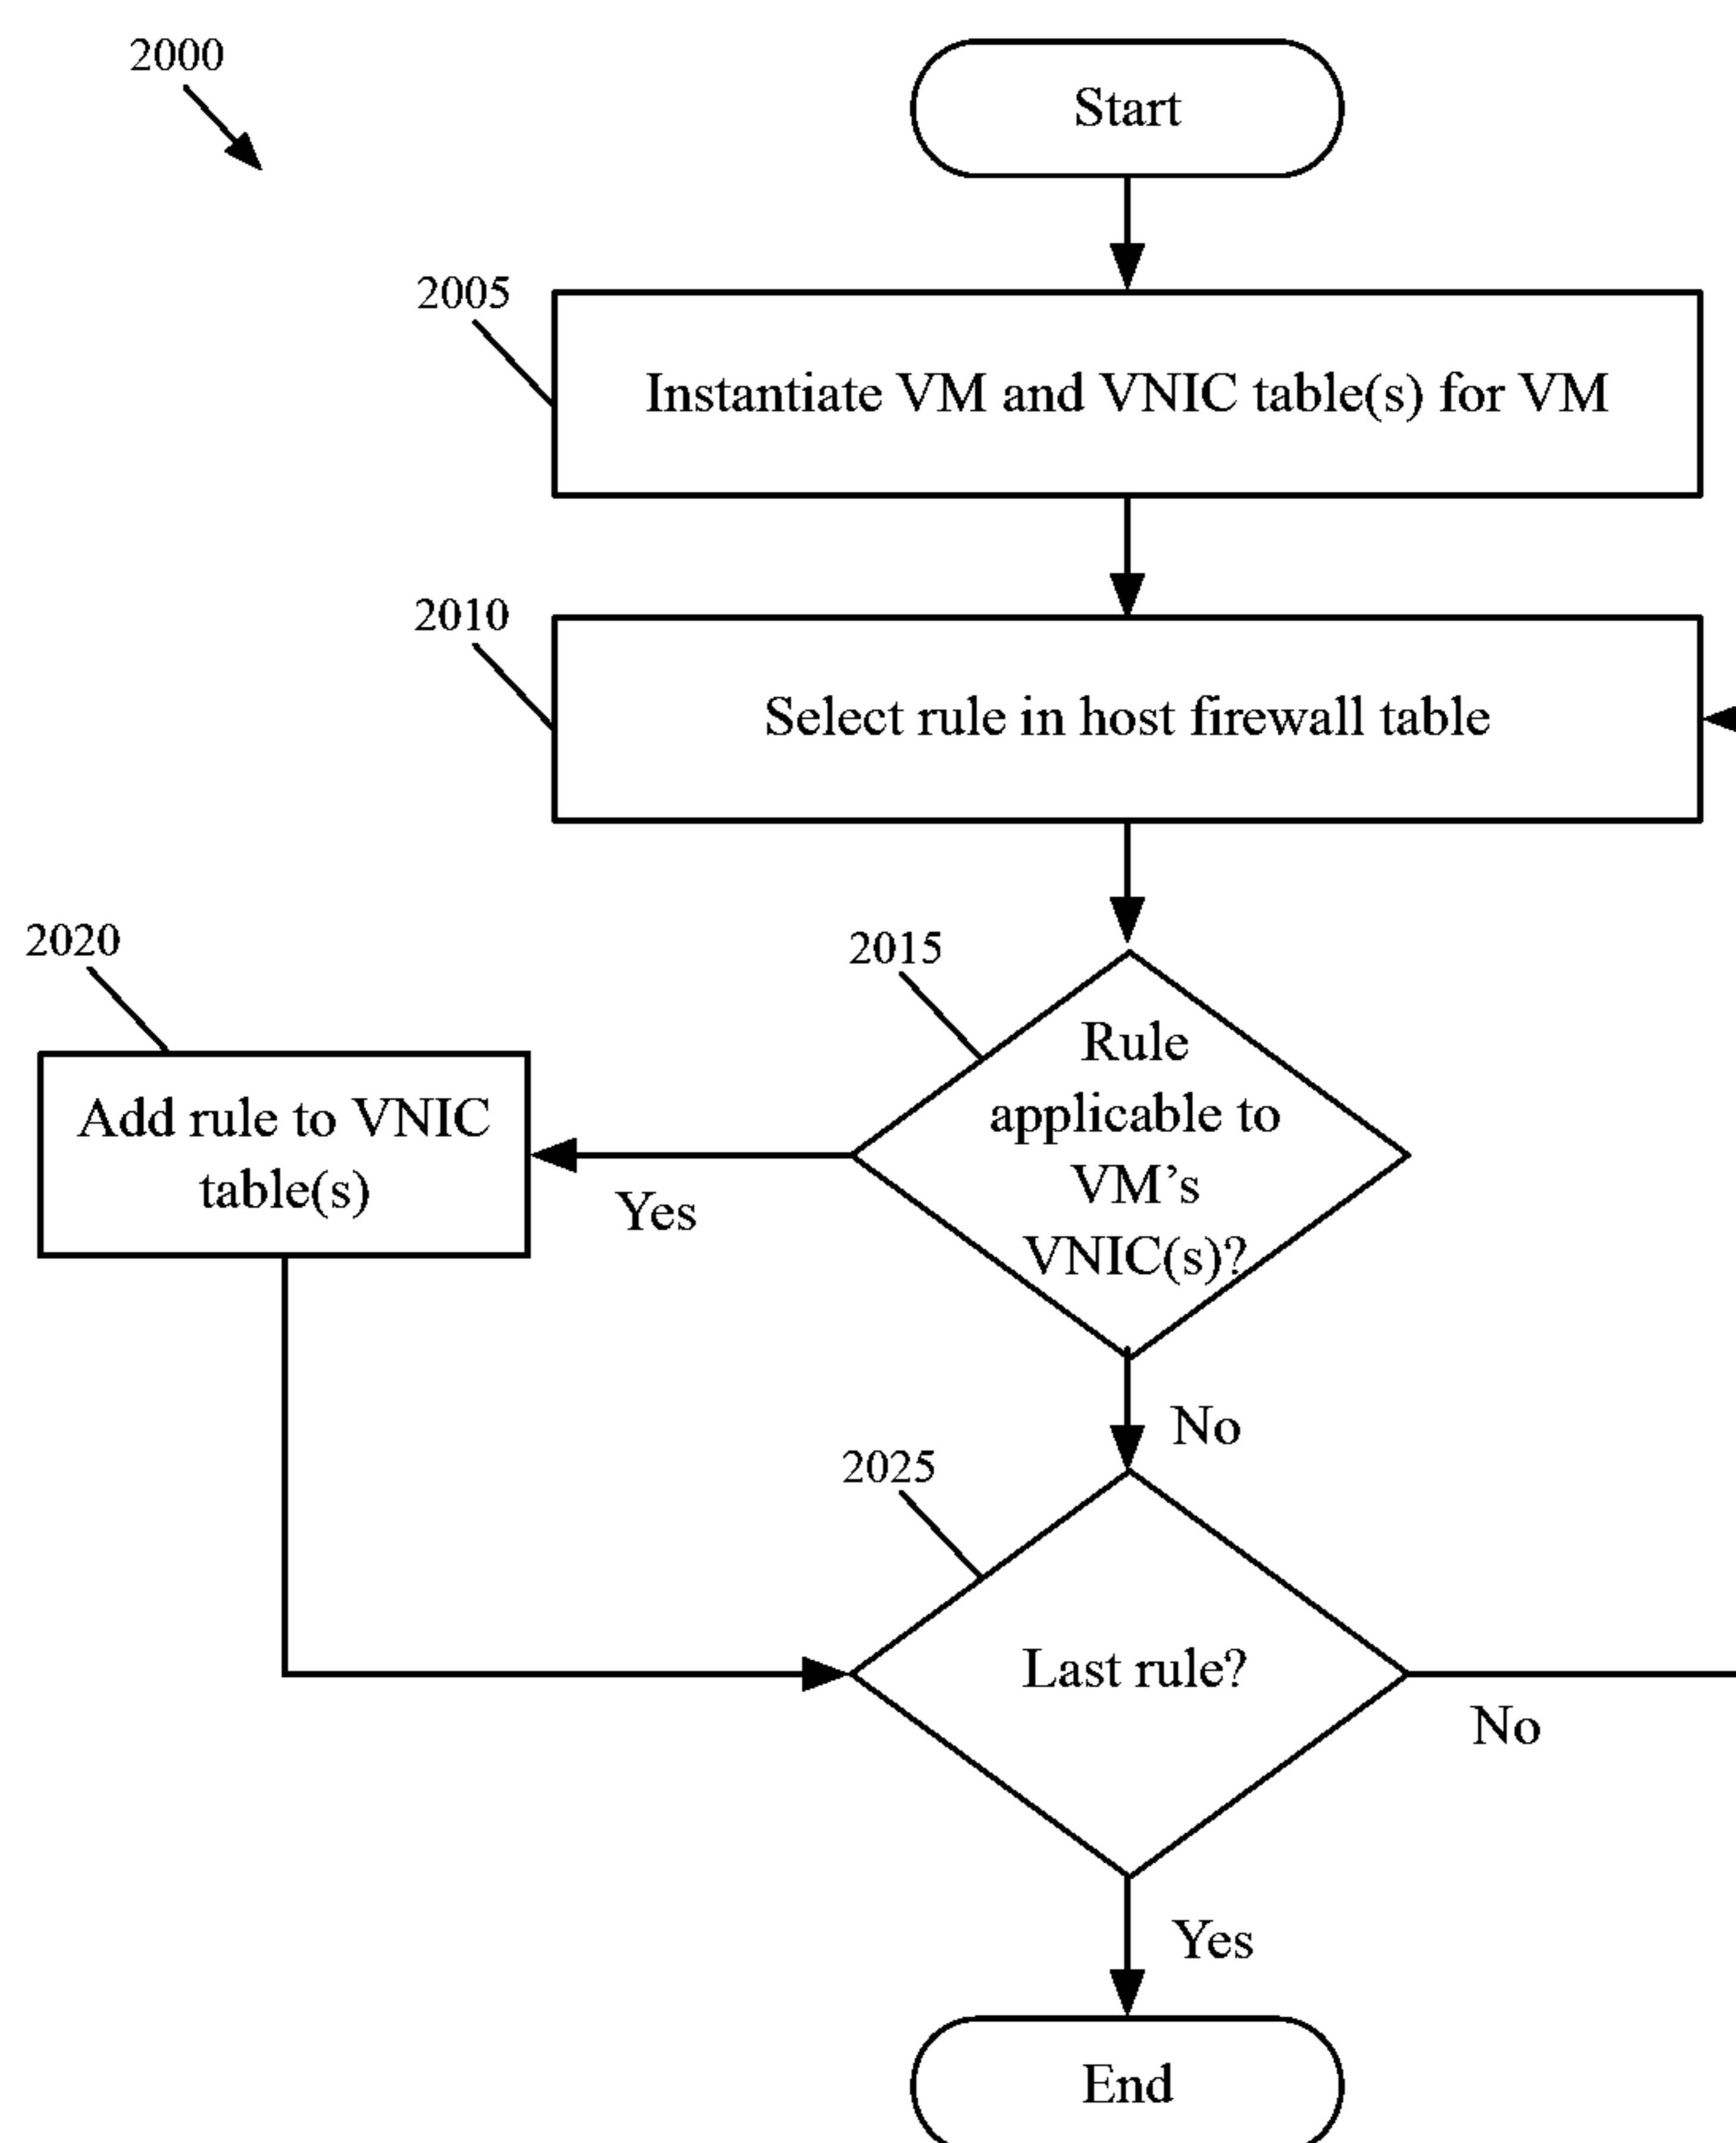 2000
Start
2005
Instantiate VM and VNIC table(s) for VM
2010
Select rule in host firewall table
2020
2015
Add rule to VNIC
table(s)
Rule
applicable to
VM’s
VNIC(s)?
Yes
No
2025
Last rule?
No
Yes
End